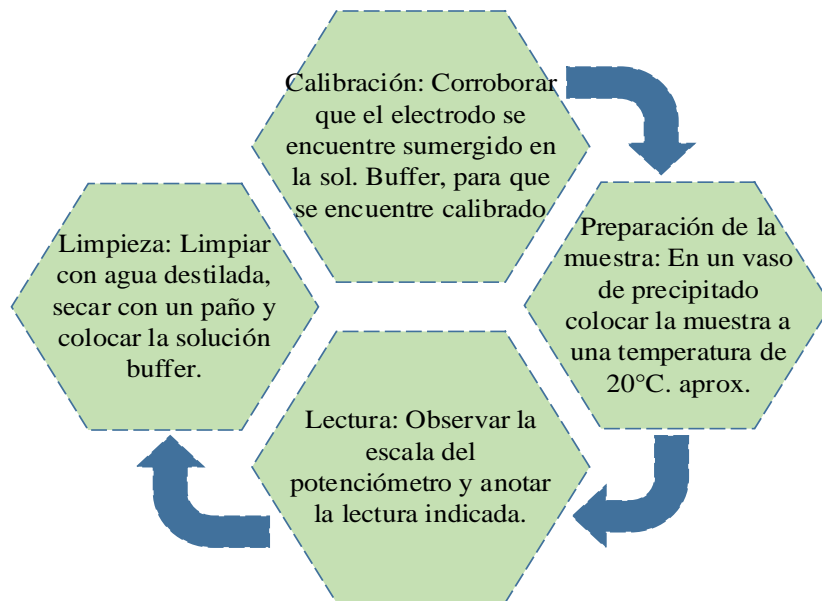 Calibración: Corroborar
que el electrodo se
encuentre sumergido en
la sol. Buffer, para que
se encuentre calibrado
Preparación de la
muestra: En un vaso
de precipitado
colocar la muestra a
una temperatura de
20°C. aprox.
Lectura: Observar la
escala del
potenciómetro y anotar
la lectura indicada.
Limpieza: Limpiar
con agua destilada,
secar con un paño y
colocar la solución
buffer.